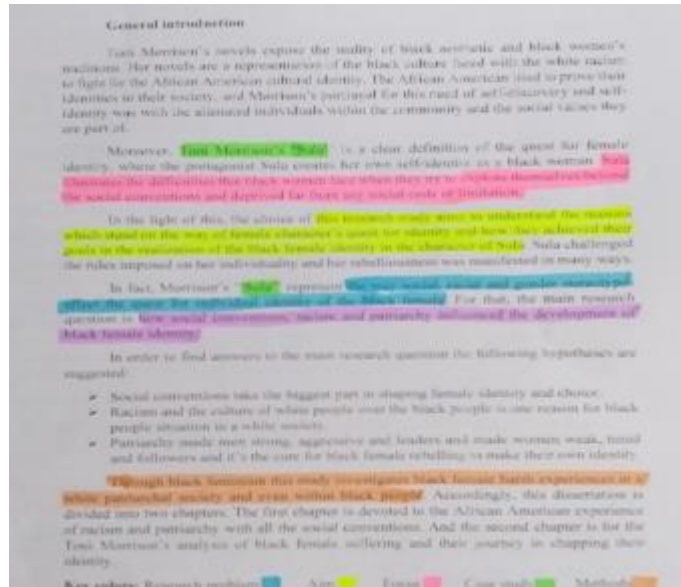 General introduction
Toni Morrison's novels expose the reality of black aesthetic and black women's
traditions. Her novels are a representation of the black culture faced with the white racism
to fight for the African American cultural identity. The African American tried to prove their
identities in their society, and Morrison's portrayal for this need of self-discovery and self-
identity was with the alienated individuals within the community and the social values they
are part of.
Moreover, Toni Morrison's "Sula" is a clear definition of the quest for female
identity, where the protagonist Sula creates her own self-identity as a black woman. Sula
the difficulties that black women face when they try to explore themselves beyond
the social conventions and deprived far from any social code or limitation.
In the light of this, the choice of this research study aims to understand the
which stand on the way of female character's quest for identity and how they achieved their
goals in the realization of the black female identity in the character of Sula. Sula challenged
the rules imposed on her individuality and her rebelliousness was manifested in many ways.
In fact, Morrison's "Sula" represent the way social, racial and gender stereotype
effect the quest for individual identity of the black female. For that, the main research
question is how social conventions, racism and patriarchy influenced the development of
black female identity.
In order to find answers to the main research question the following hypotheses are
suggested:
➤ Social conventions take the biggest part in shaping female identity and choice.
➤ Racism and the culture of white people over the black people is one reason for black
people situation in a white society.
➤ Patriarchy made men strong, aggressive and leaders and made women weak, timid
and followers and it's the core for black female rebelling to make their own identity.
Through black feminism this study investigates black female harsh experiences in a
white patriarchal society and even within black people. Accordingly, this dissertation is
divided into two chapters. The first chapter is devoted to the African American experience
of racism and patriarchy with all the social conventions. And the second chapter is for the
Toni Morrison's analysis of black female suffering and their journey in chapping their
identity.
Key colors: Research problem Aim Focus Case study Method